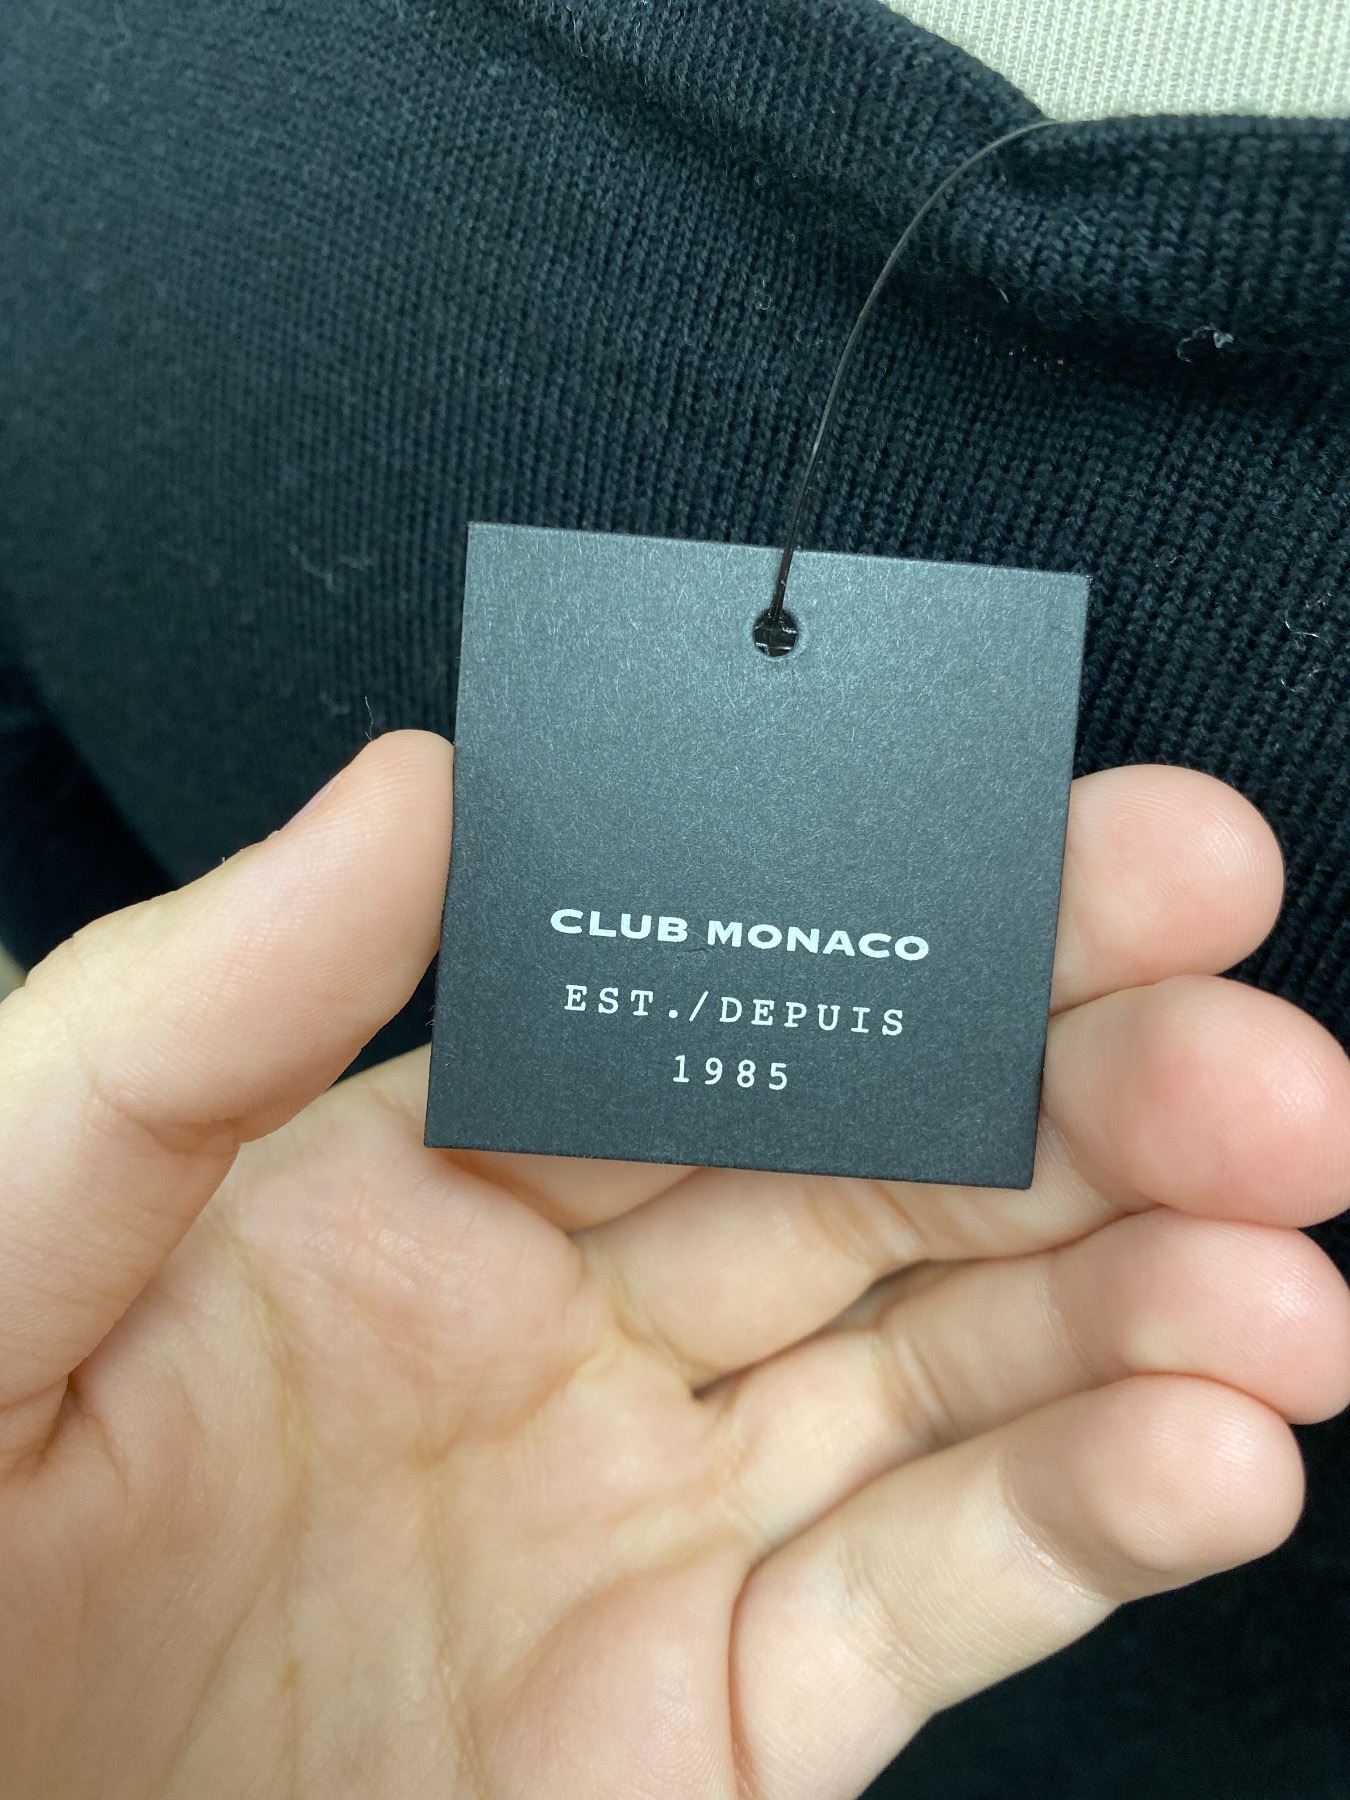 CLUB MONACO
EST./DEPUIS
1985